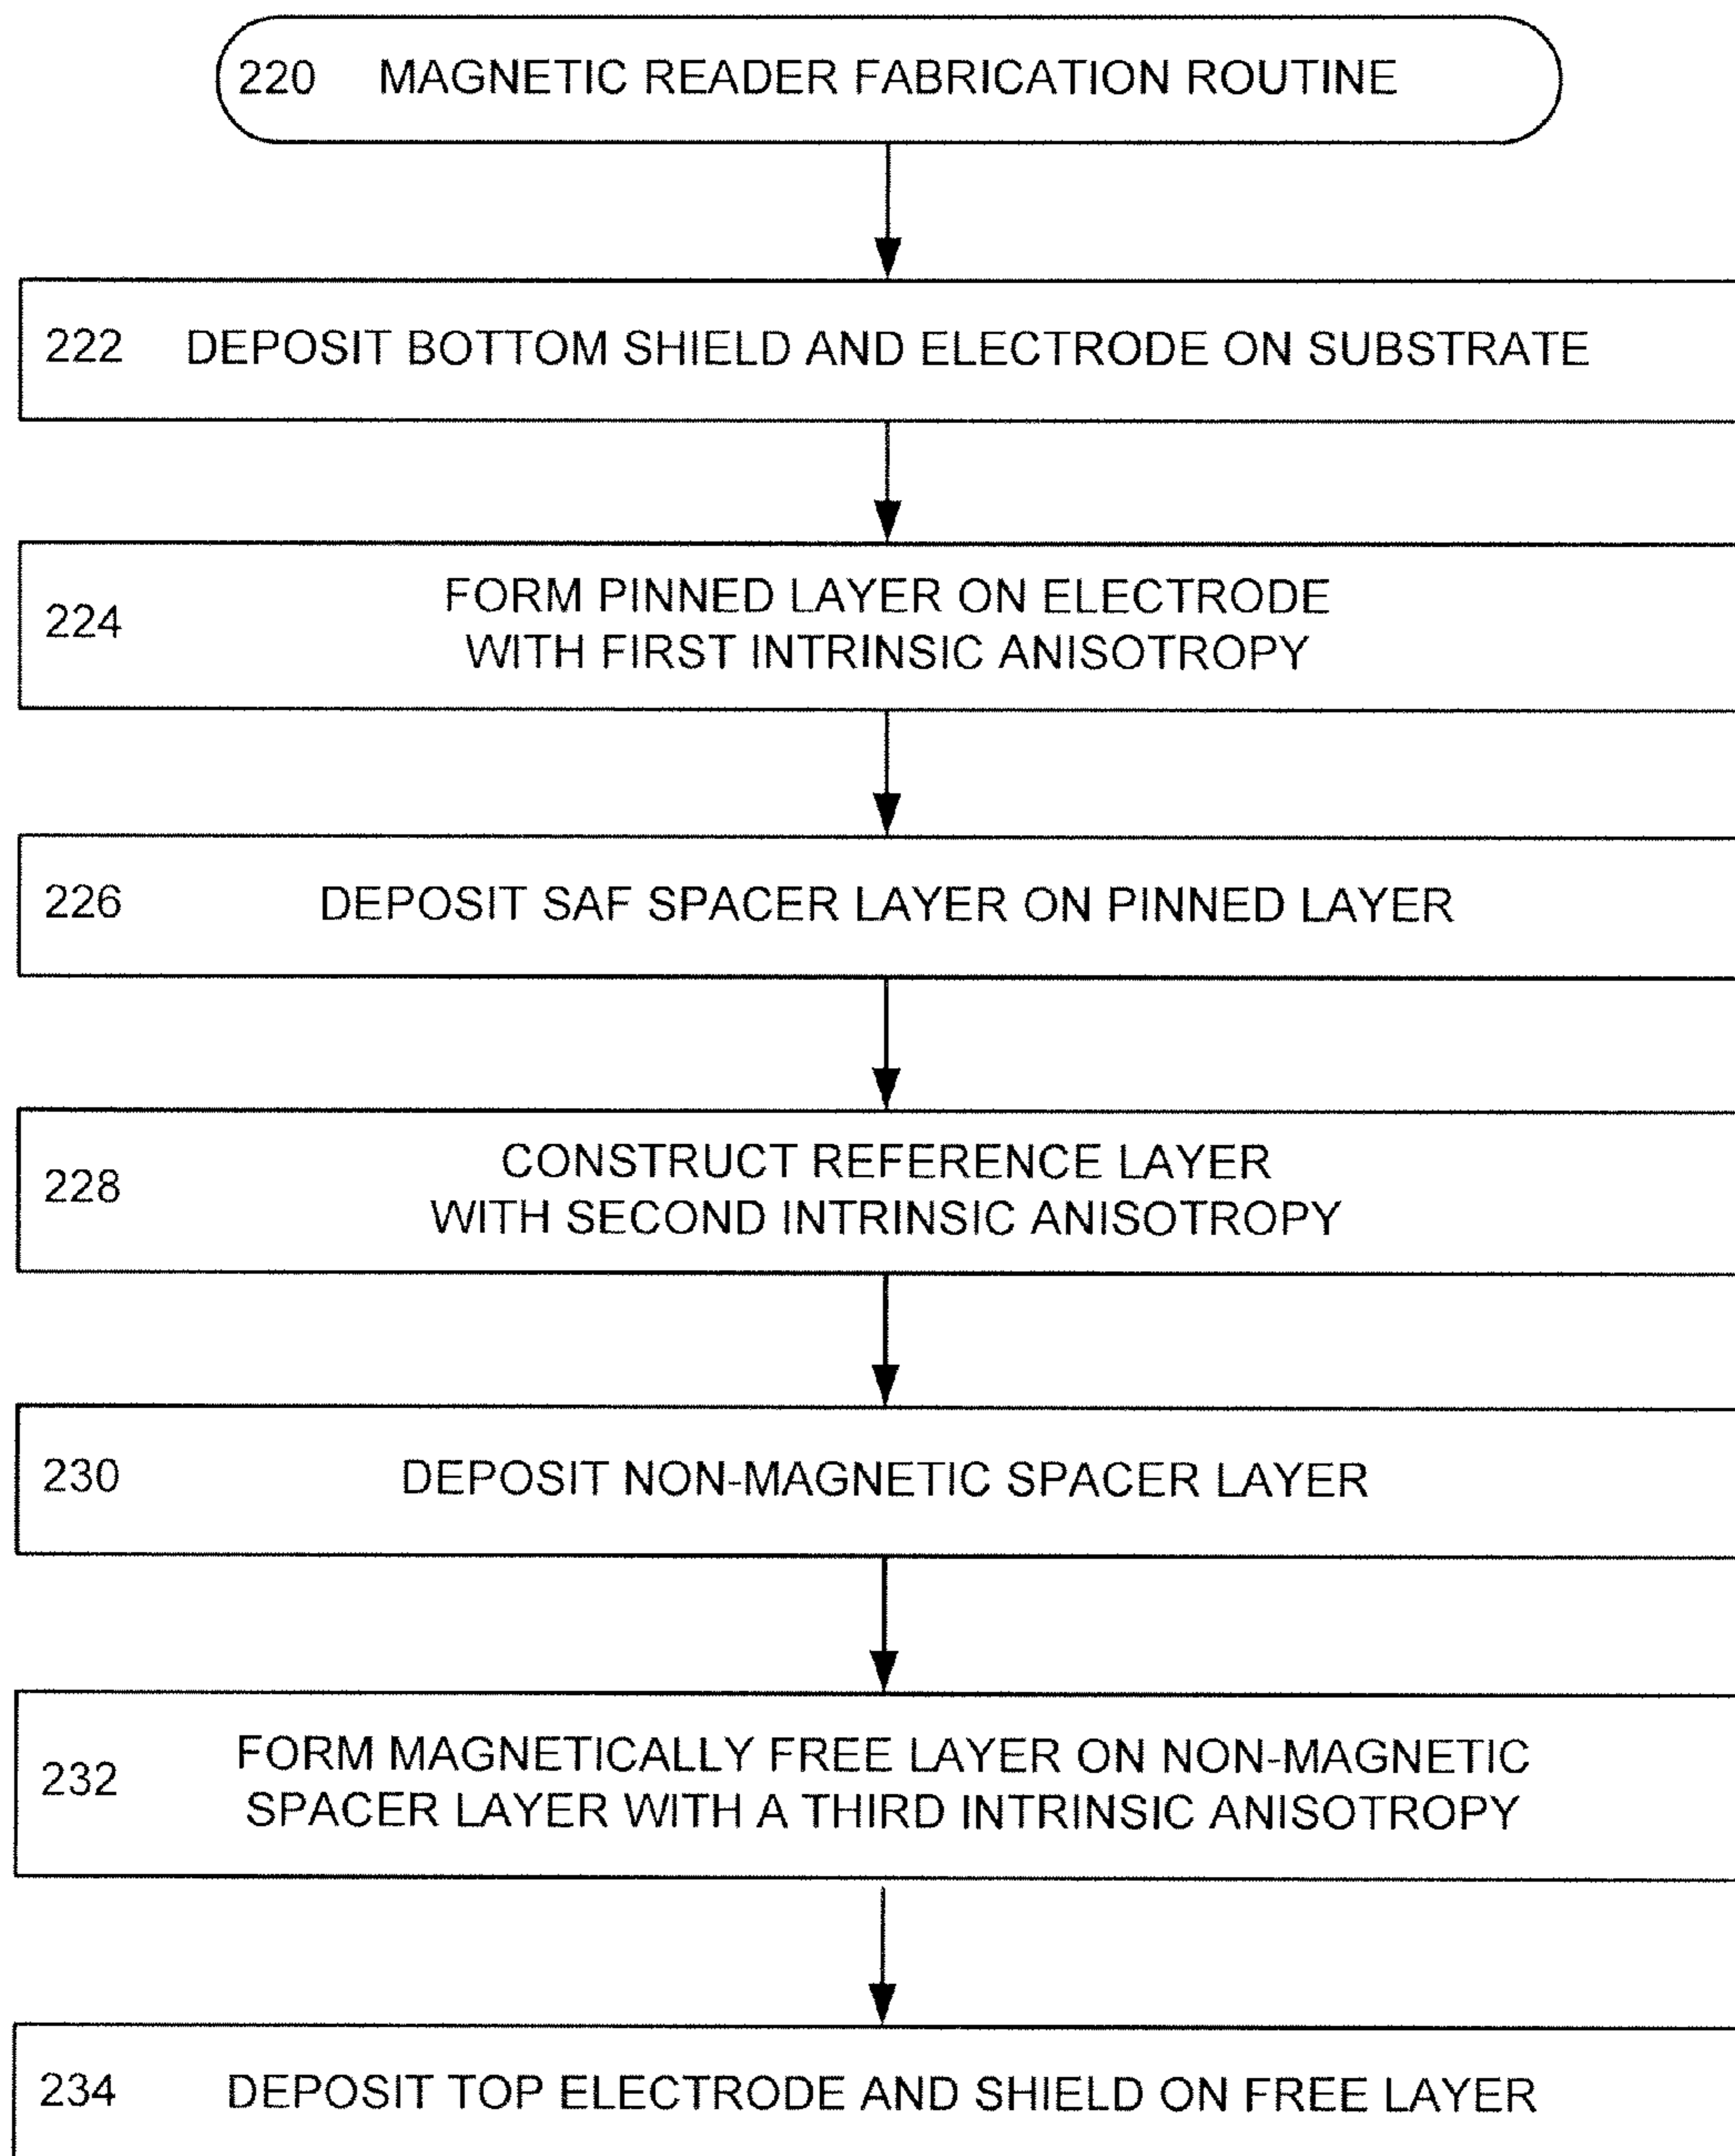 220 MAGNETIC READER FABRICATION ROUTINE
222 DEPOSIT BOTTOM SHIELD AND ELECTRODE ON SUBSTRATE
224 FORM PINNED LAYER ON ELECTRODE
WITH FIRST INTRINSIC ANISOTROPY
226 DEPOSIT SAF SPACER LAYER ON PINNED LAYER
228 CONSTRUCT REFERENCE LAYER
WITH SECOND INTRINSIC ANISOTROPY
230 DEPOSIT NON-MAGNETIC SPACER LAYER
232 FORM MAGNETICALLY FREE LAYER ON NON-MAGNETIC
SPACER LAYER WITH A THIRD INTRINSIC ANISOTROPY
234 DEPOSIT TOP ELECTRODE AND SHIELD ON FREE LAYER